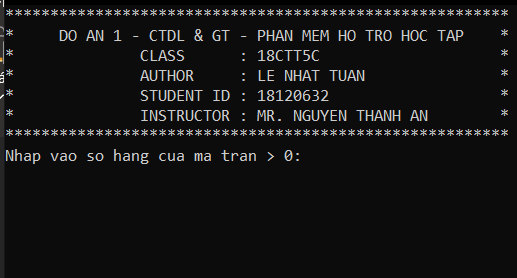 ********************************************************
*     DO AN 1 - CTDL & GT - PHAN MEM HO TRO HOC TAP    *
*              CLASS      : 18CTT5C                    *
*              AUTHOR     : LE NHAT TUAN               *
*              STUDENT ID : 18120632                   *
*              INSTRUCTOR : MR. NGUYEN THANH AN        *
********************************************************
Nhap vao so hang cua ma tran > 0: